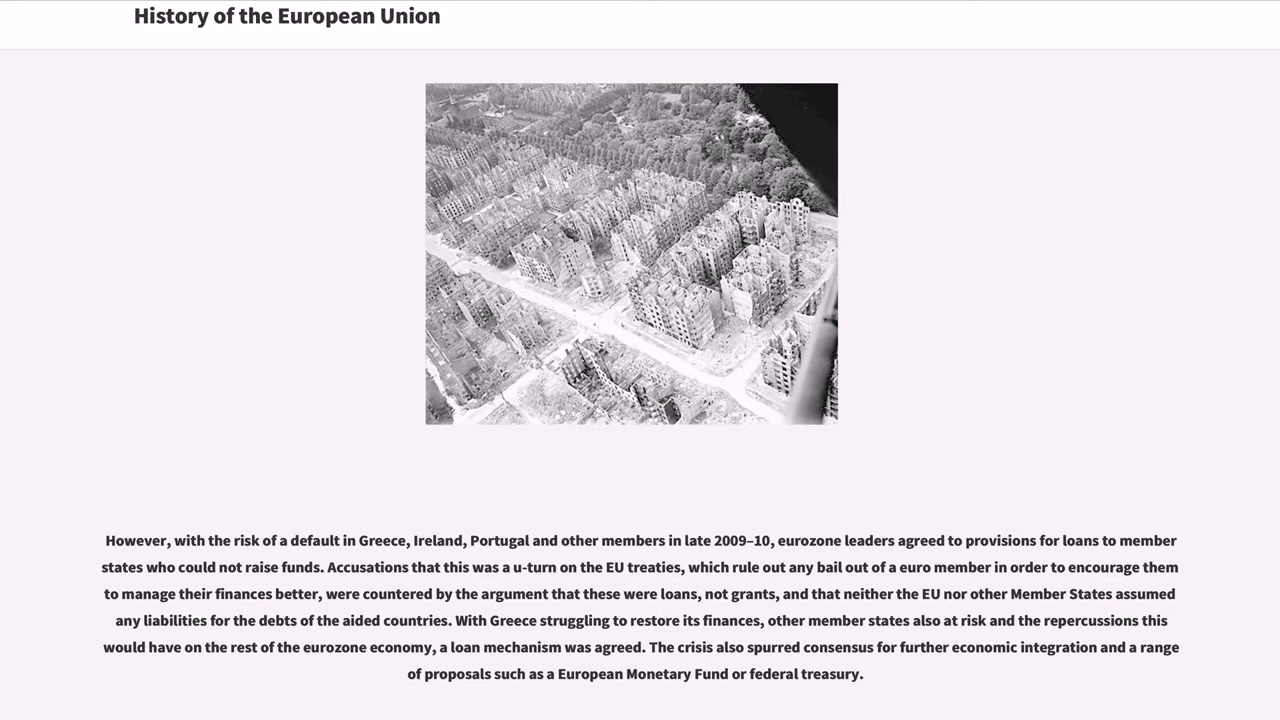 History of the European Union
However, with the risk of a default in Greece, Ireland, Portugal and other members in late 2009–10, eurozone leaders agreed to provisions for loans to member
states who could not raise funds. Accusations that this was a u-turn on the EU treaties, which rule out any bail out of a euro member in order to encourage them
to manage their finances better, were countered by the argument that these were loans, not grants, and that neither the EU nor other Member States assumed
any liabilities for the debts of the aided countries. With Greece struggling to restore its finances, other member states also at risk and the repercussions this
would have on the rest of the eurozone economy, a loan mechanism was agreed. The crisis also spurred consensus for further economic integration and a range
of proposals such as a European Monetary Fund or federal treasury.